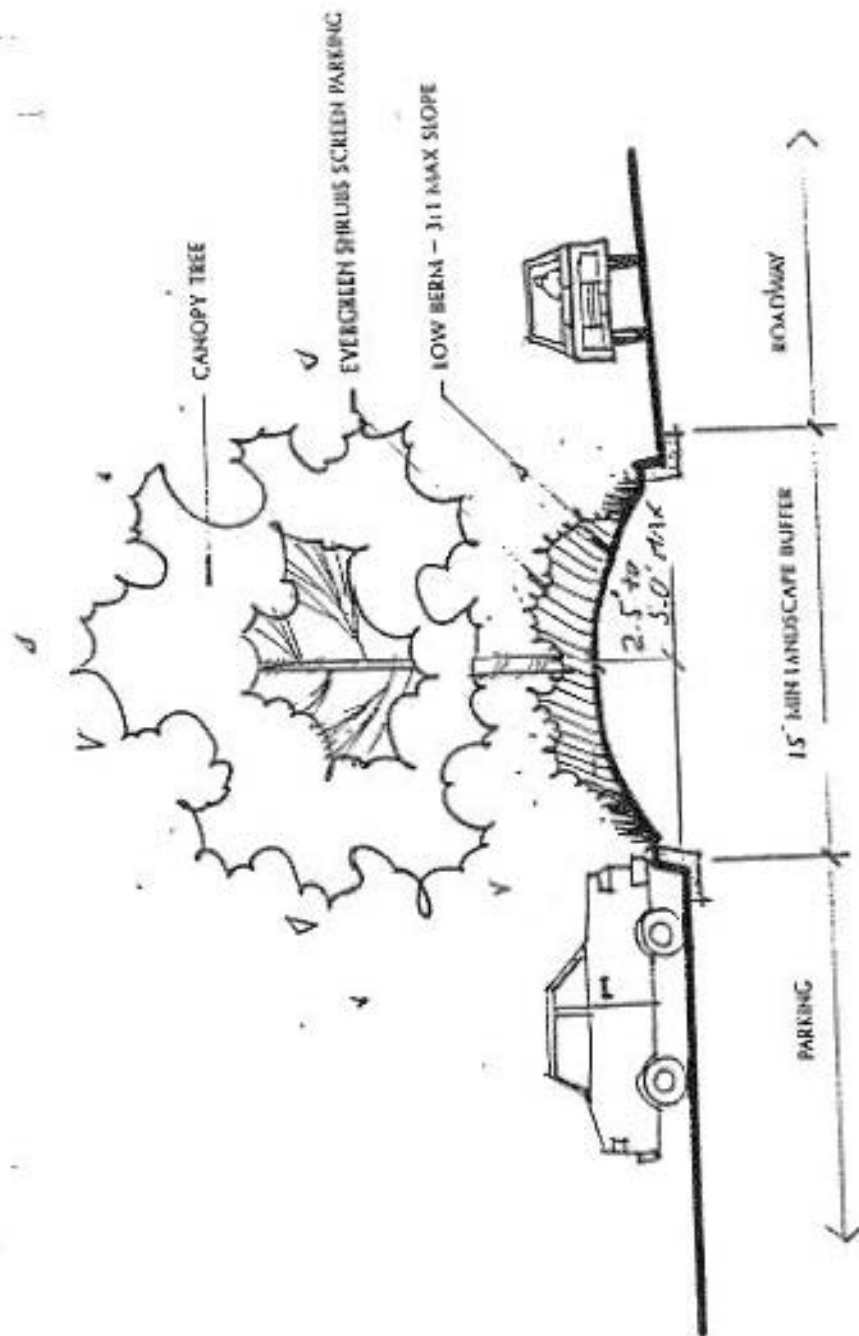 CANOPY TREE
EVERGREEN SHRUBS SCREEN PARKING
LOW BERM – 3:1 MAX SLOPE
2.5' to
5.0' MAX
PARKING
15' MIN LANDSCAPE BUFFER
ROADWAY